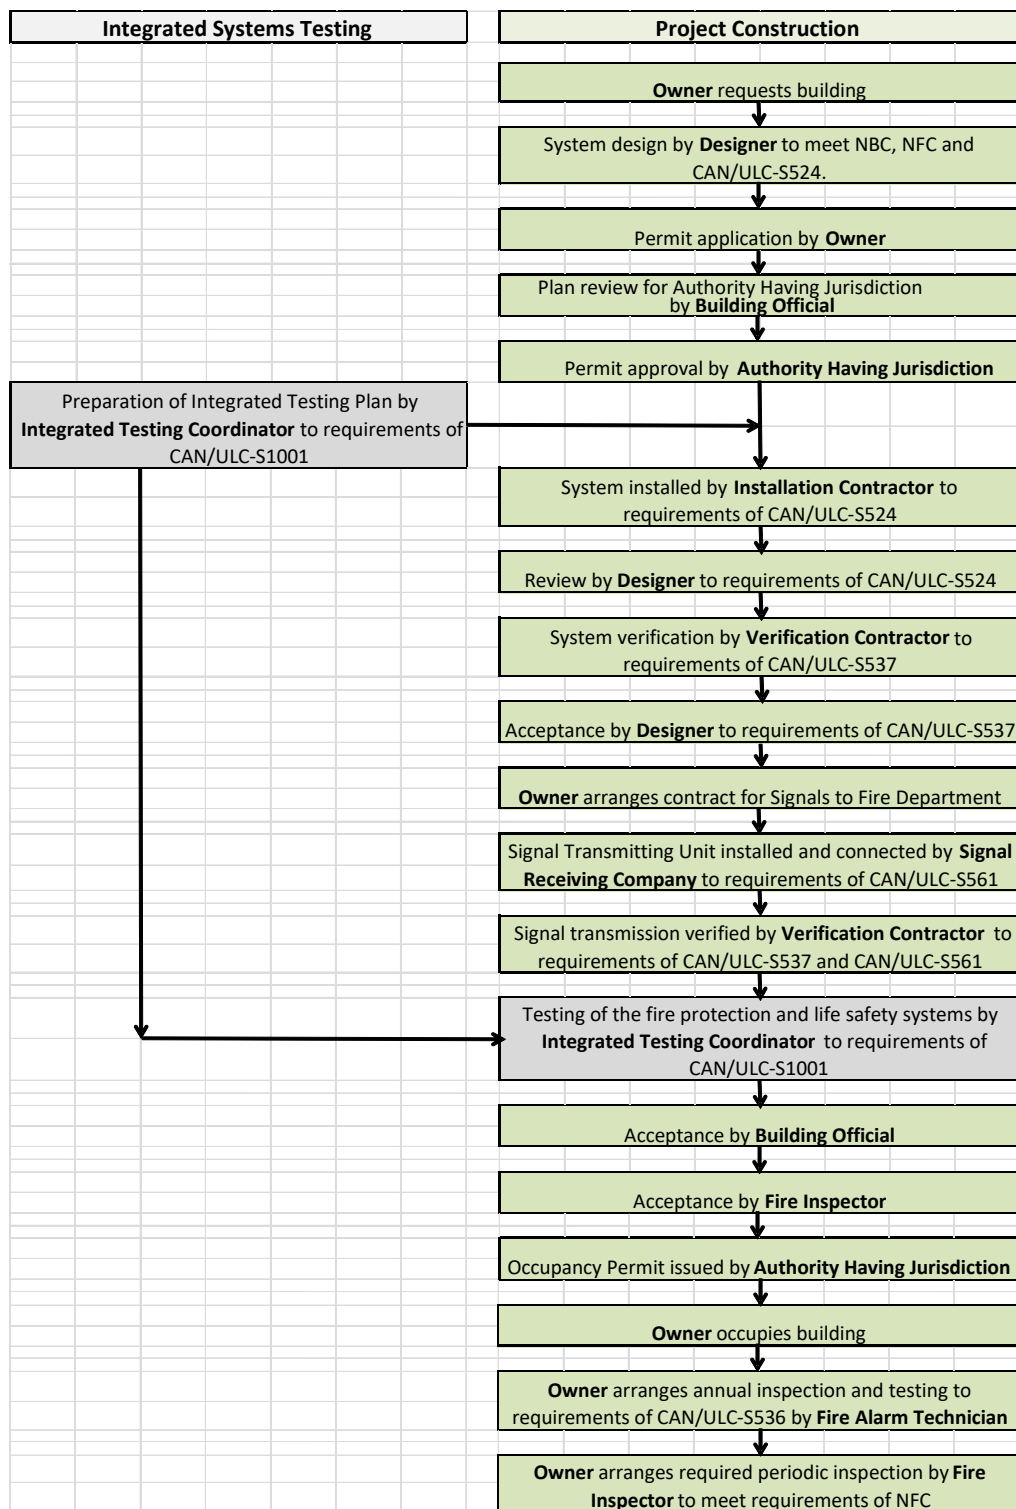 Integrated Systems Testing
Project Construction
Owner requests building
System design by Designer to meet NBC, NFC and
CAN/ULC-S524.
Permit application by Owner
Plan review for Authority Having Jurisdiction
by Building Official
Permit approval by Authority Having Jurisdiction
Preparation of Integrated Testing Plan by
Integrated Testing Coordinator to requirements of
CAN/ULC-S1001
System installed by Installation Contractor to
requirements of CAN/ULC-S524
Review by Designer to requirements of CAN/ULC-S524
System verification by Verification Contractor to
requirements of CAN/ULC-S537
Acceptance by Designer to requirements of CAN/ULC-S537
Owner arranges contract for Signals to Fire Department
Signal Transmitting Unit installed and connected by Signal
Receiving Company to requirements of CAN/ULC-S561
Signal transmission verified by Verification Contractor to
requirements of CAN/ULC-S537 and CAN/ULC-S561
Testing of the fire protection and life safety systems by
Integrated Testing Coordinator to requirements of
CAN/ULC-S1001
Acceptance by Building Official
Acceptance by Fire Inspector
Occupancy Permit issued by Authority Having Jurisdiction
Owner occupies building
Owner arranges annual inspection and testing to
requirements of CAN/ULC-S536 by Fire Alarm Technician
Owner arranges required periodic inspection by Fire
Inspector to meet requirements of NFC